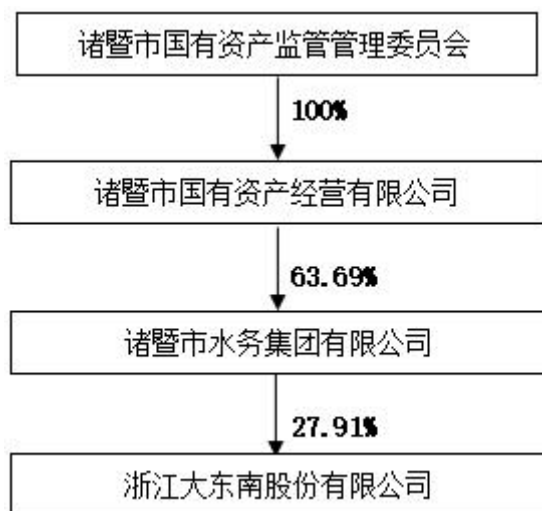 诸暨市国有资产监管管理委员会
100%
诸暨市国有资产经营有限公司
63.69%
诸暨市水务集团有限公司
27.91%
浙江大东南股份有限公司